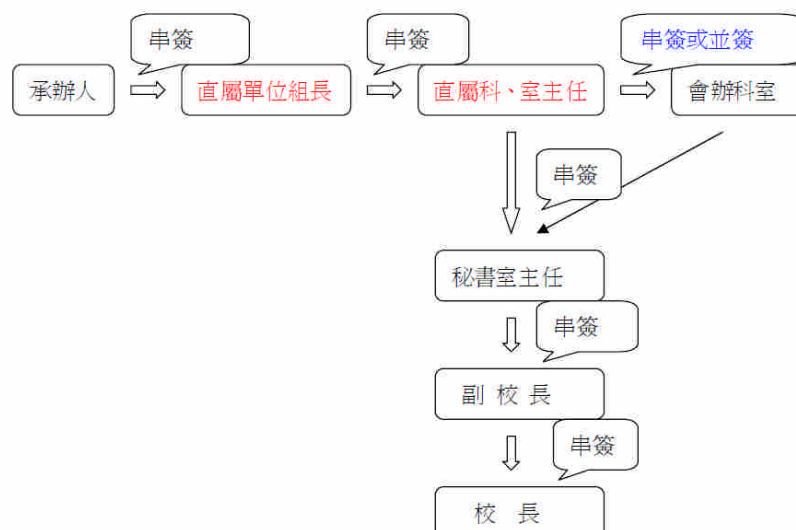 串簽
串簽
串簽或並簽
承辦人
直屬單位組長
直屬科、室主任
會辦科室
串簽
秘書室主任
串簽
副 校 長
串簽
校 長